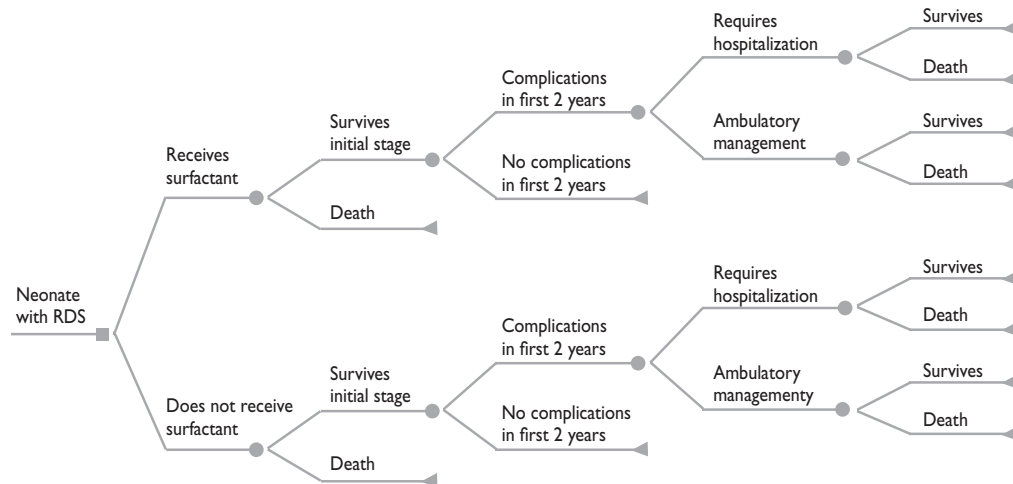 Requires
hospitalization
Survives
Death
Complications
in first 2 years
Ambulatory
management
Survives
Death
Survives
initial stage
No complications
in first 2 years
Receives
surfactant
Death
Neonate
with RDS
Requires
hospitalization
Survives
Death
Complications
in first 2 years
Ambulatory
managementy
Survives
Death
Survives
initial stage
No complications
in first 2 years
Does not receive
surfactant
Death